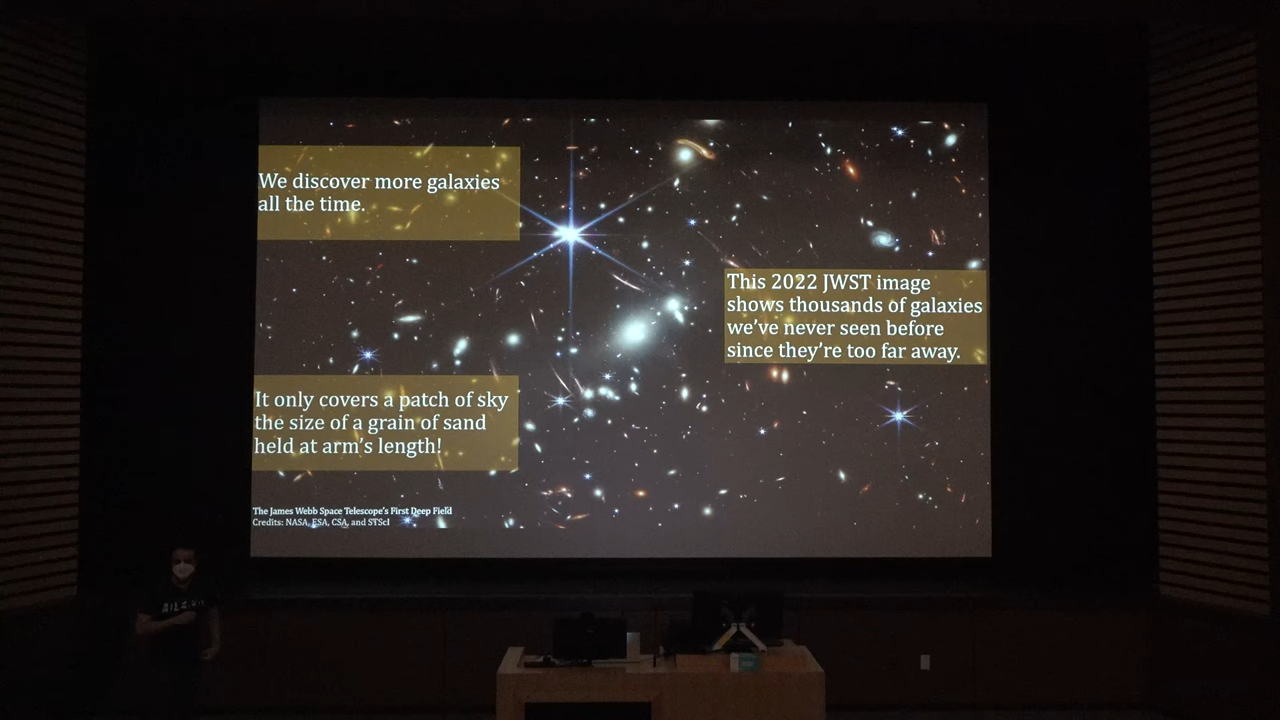 We discover more galaxies
all the time.
This 2022 JWST image
shows thousands of galaxies
we've never seen before
since they're too far away.
It only covers a patch of sky
the size of a grain of sand
held at arm's length!
The James Webb Space Telescope's First Deep Field
Credits: NASA, ESA, CSA, and STScI